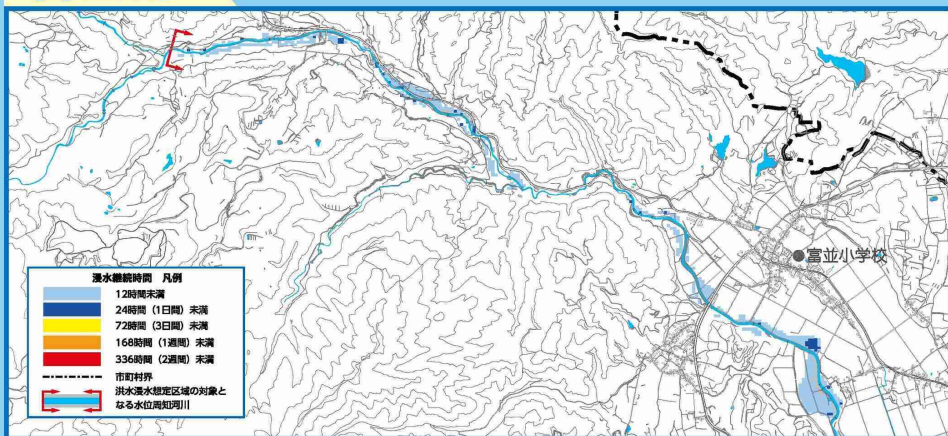 富並小学校
浸水継続時間 凡例
12時間未満
24時間（1日間）未満
72時間（3日間）未満
168時間（1週間）未満
336時間（2週間）未満
市町村界
洪水浸水想定区域の対象と
なる水位周知河川